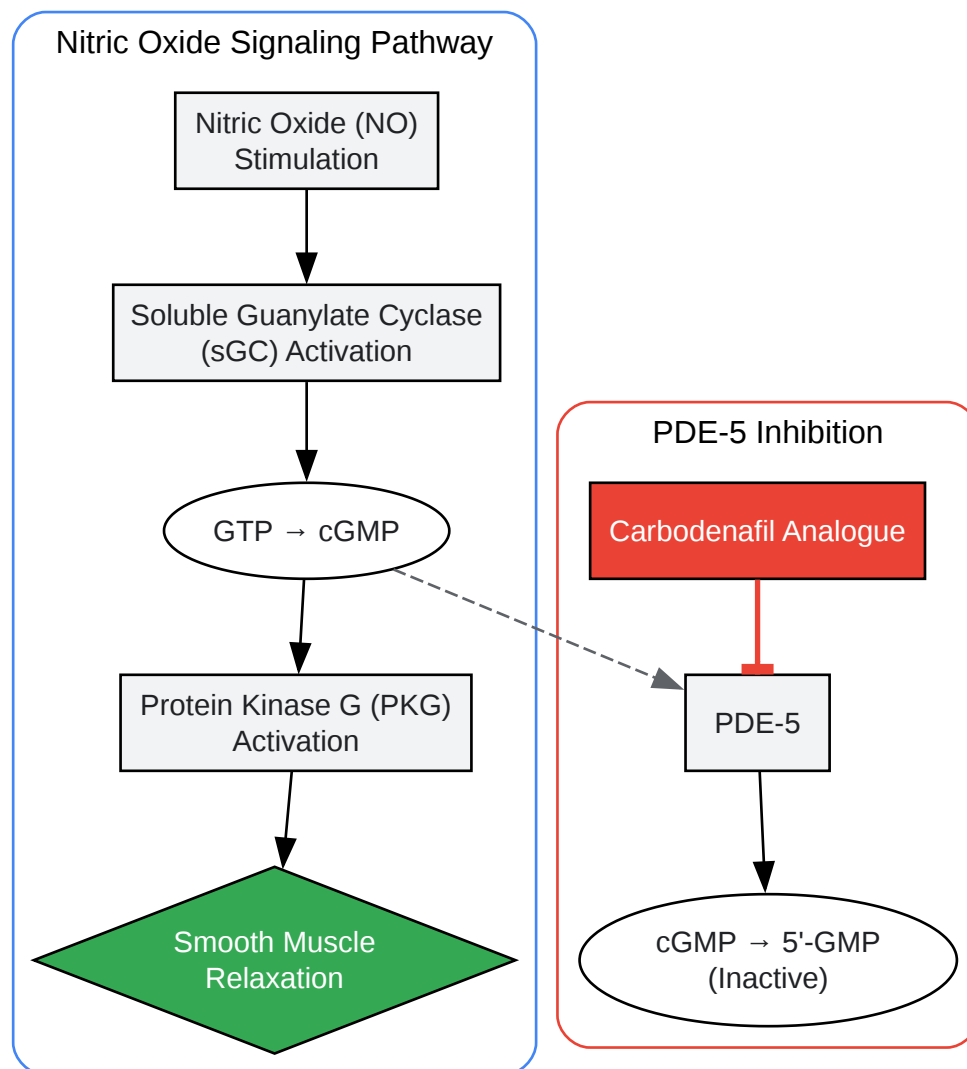 Nitric Oxide Signaling Pathway
Nitric Oxide (NO)
Stimulation
Soluble Guanylate Cyclase
(sGC) Activation
GTP → cGMP
Protein Kinase G (PKG)
Activation
Smooth Muscle
Relaxation
PDE-5 Inhibition
Carbodenafil Analogue
PDE-5
cGMP → 5'-GMP
(Inactive)